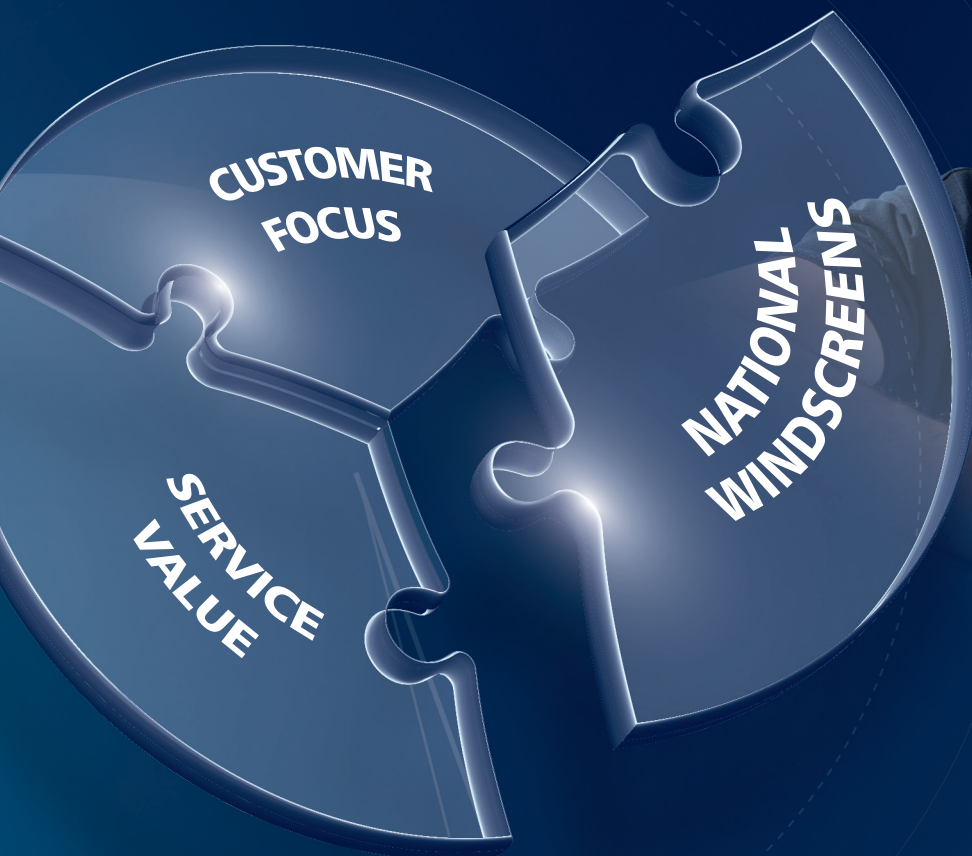 CUSTOMER
FOCUS
NATIONAL
WINDSCREENS
SERVICE
VALUE